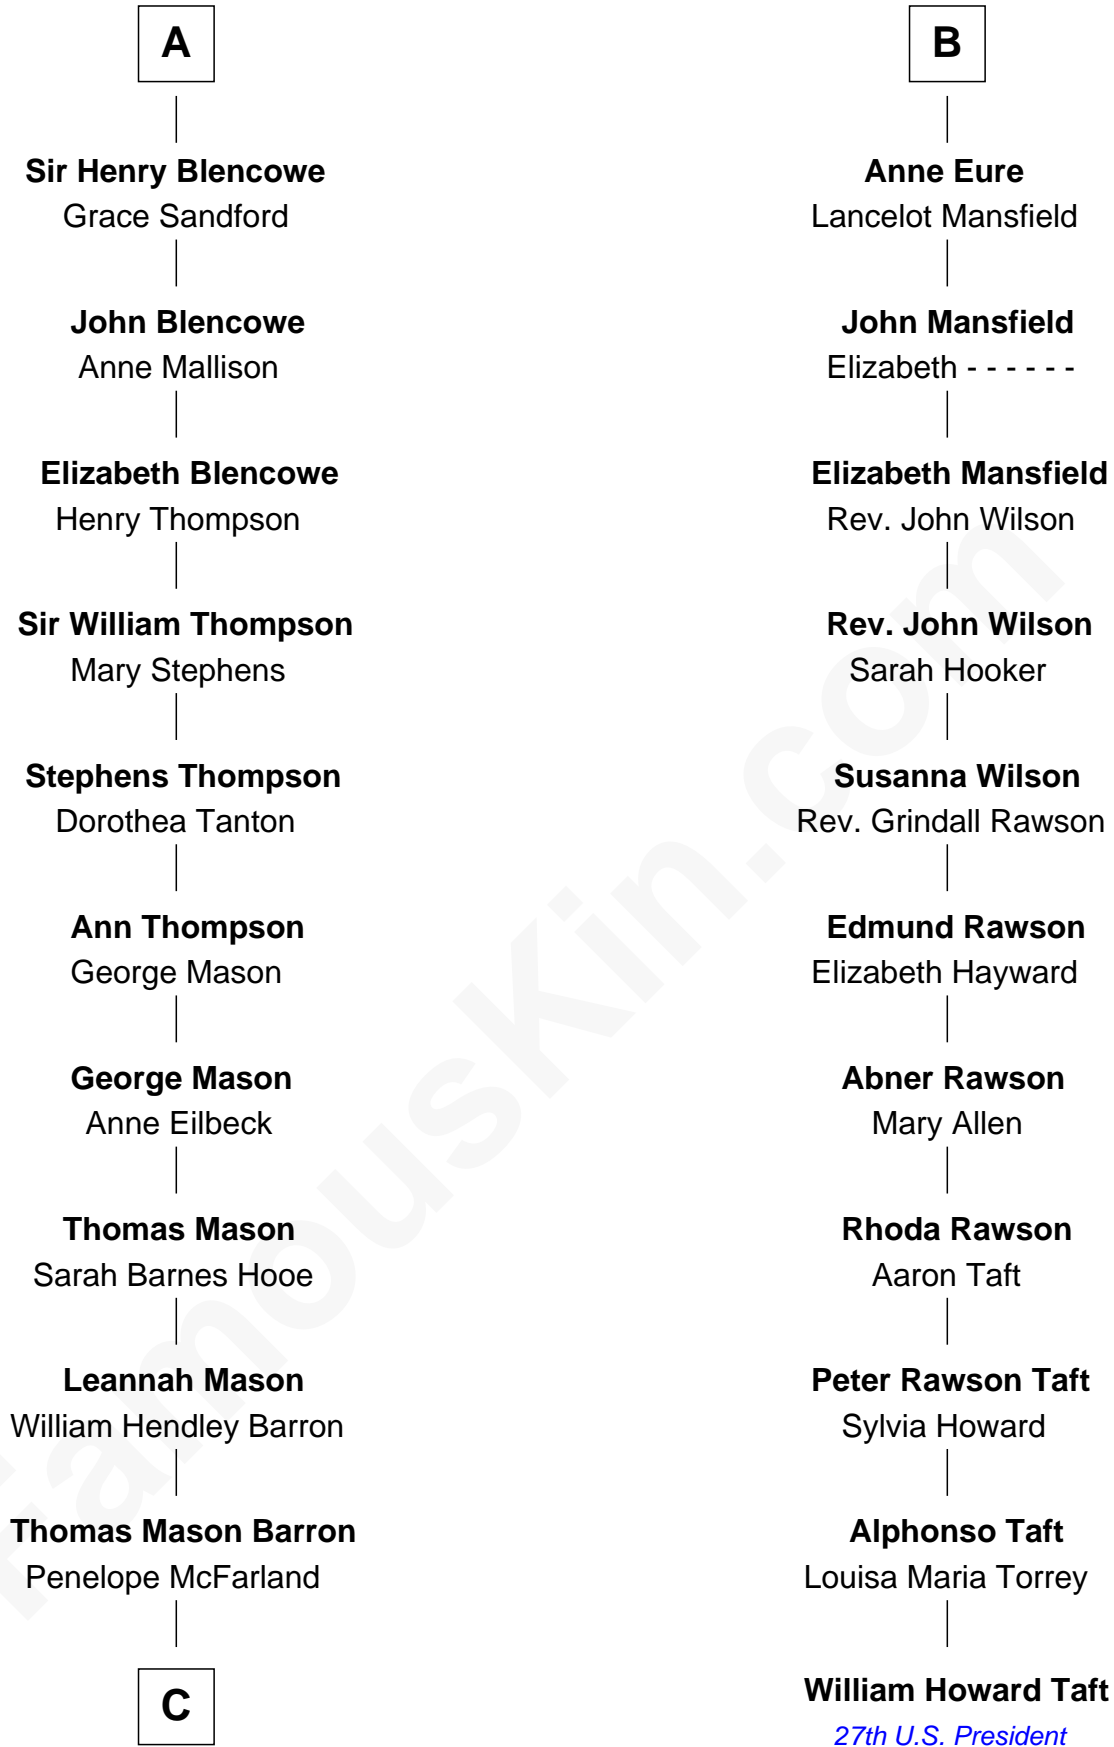 A
Sir Henry Blencowe
Grace Sandford
John Blencowe
Anne Mallison
Elizabeth Blencowe
Henry Thompson
Sir William Thompson
Mary Stephens
Stephens Thompson
Dorothea Tanton
Ann Thompson
George Mason
George Mason
Anne Eilbeck
Thomas Mason
Sarah Barnes Hooe
Leannah Mason
William Hendley Barron
Thomas Mason Barron
Penelope McFarland
C
B
Anne Eure
Lancelot Mansfield
John Mansfield
Elizabeth - - - - - -
Elizabeth Mansfield
Rev. John Wilson
Rev. John Wilson
Sarah Hooker
Susanna Wilson
Rev. Grindall Rawson
Edmund Rawson
Elizabeth Hayward
Abner Rawson
Mary Allen
Rhoda Rawson
Aaron Taft
Peter Rawson Taft
Sylvia Howard
Alphonso Taft
Louisa Maria Torrey
William Howard Taft
27th U.S. President
FamousKin.com